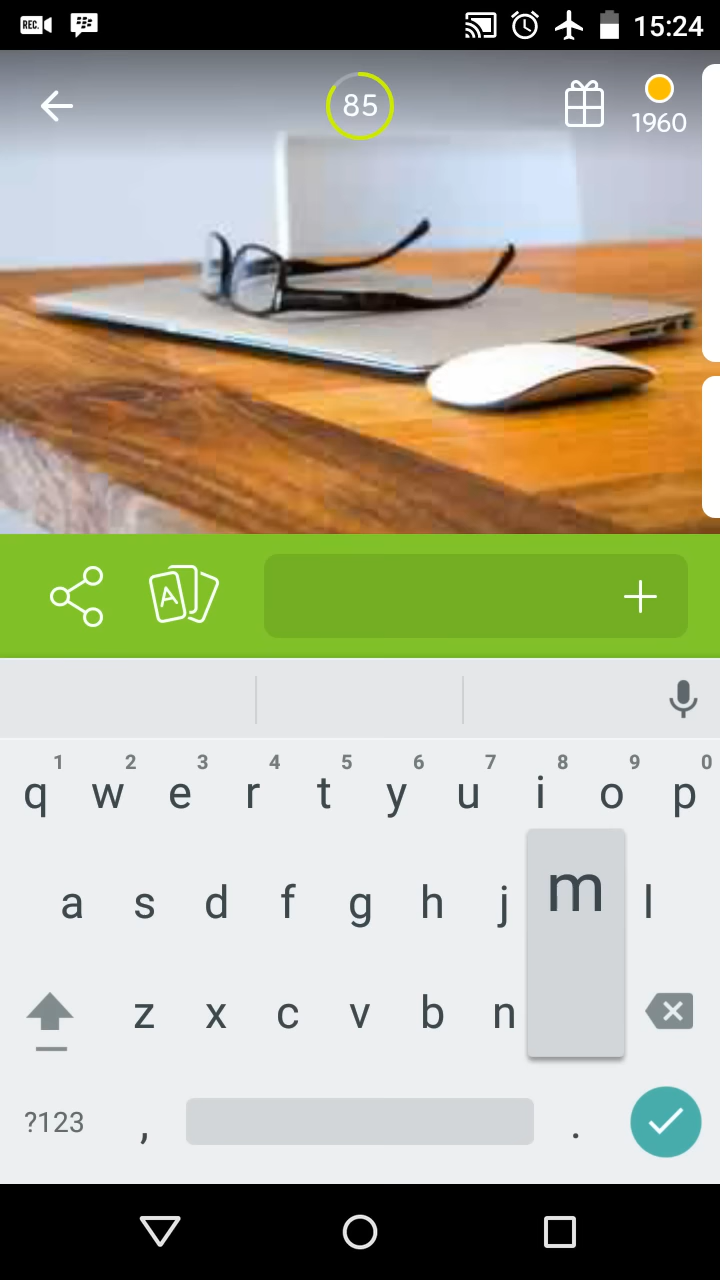 REC.
15:24
85
1960
A
1 2 3 4 5 6 7 8 9 0
q w e r t y u i o p
a s d f g h j m l
z x c v b n
?123 , .